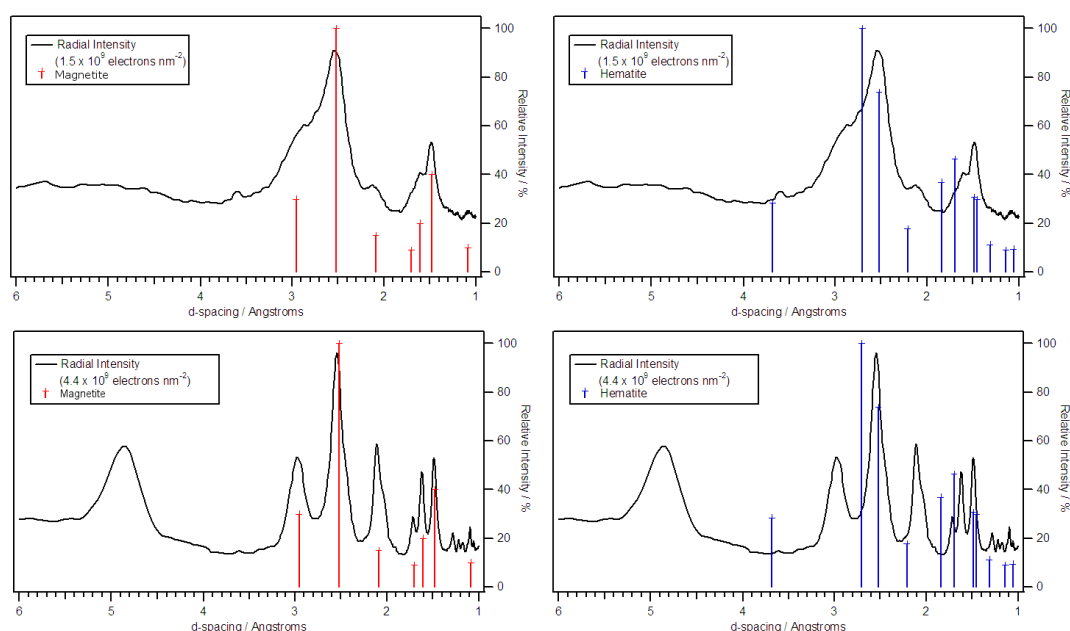 Radial Intensity
(1.5 x 10⁹ electrons nm⁻²)
Magnetite
100
80
60
40
20
0
Relative Intensity / %
6
5
4
3
2
1
d-spacing / Angstroms
Radial Intensity
(1.5 x 10⁹ electrons nm⁻²)
Hematite
100
80
60
40
20
0
Relative Intensity / %
6
5
4
3
2
1
d-spacing / Angstroms
Radial Intensity
(4.4 x 10⁹ electrons nm⁻²)
Magnetite
100
80
60
40
20
0
Relative Intensity / %
6
5
4
3
2
1
d-spacing / Angstroms
Radial Intensity
(4.4 x 10⁹ electrons nm⁻²)
Hematite
100
80
60
40
20
0
Relative Intensity / %
6
5
4
3
2
1
d-spacing / Angstroms